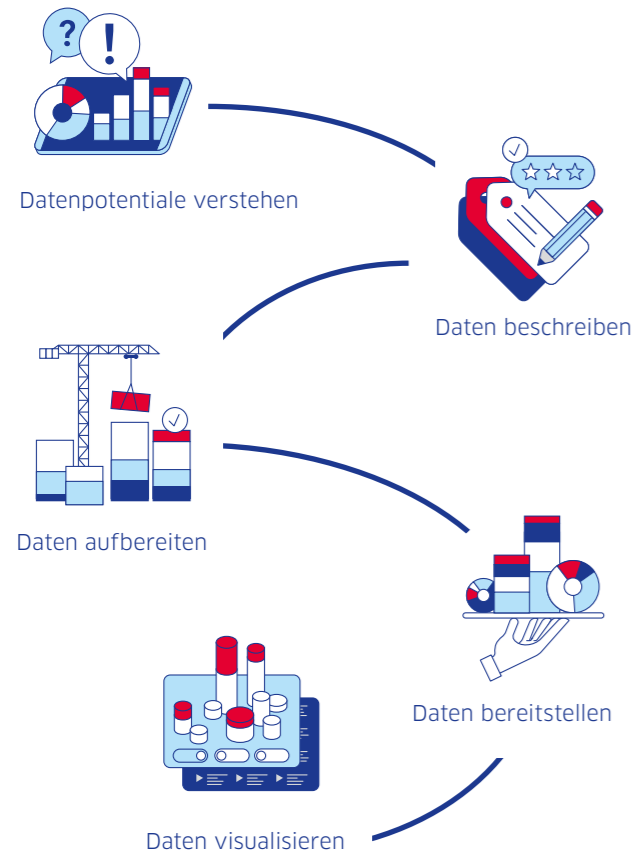 ? !
Datenpotentiale verstehen
Daten beschreiben
Daten aufbereiten
Daten bereitstellen
Daten visualisieren